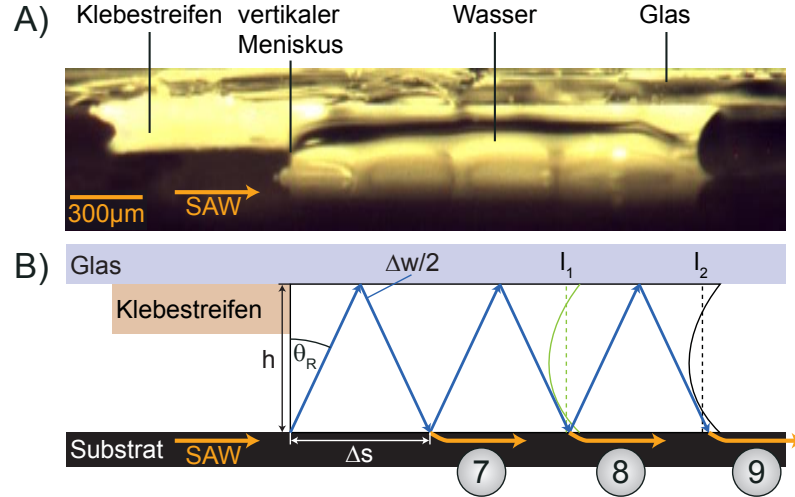 A)
Klebestreifen
vertikaler
Meniskus
Wasser
Glas
300µm
SAW
B)
Glas
Δw/2
l₁
l₂
Klebestreifen
h
θ_R
Substrat
SAW
Δs
7
8
9